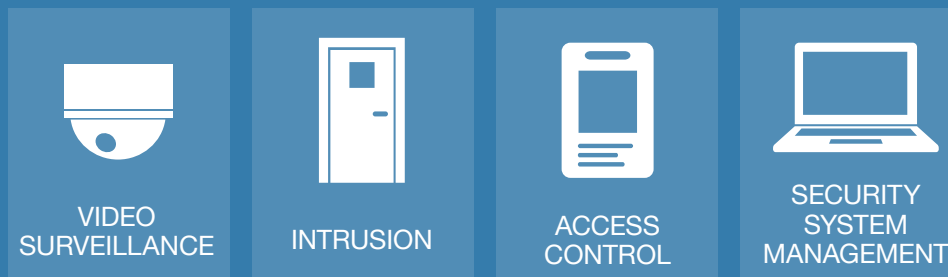 VIDEO
SURVEILLANCE
INTRUSION
ACCESS
CONTROL
SECURITY
SYSTEM
MANAGEMENT